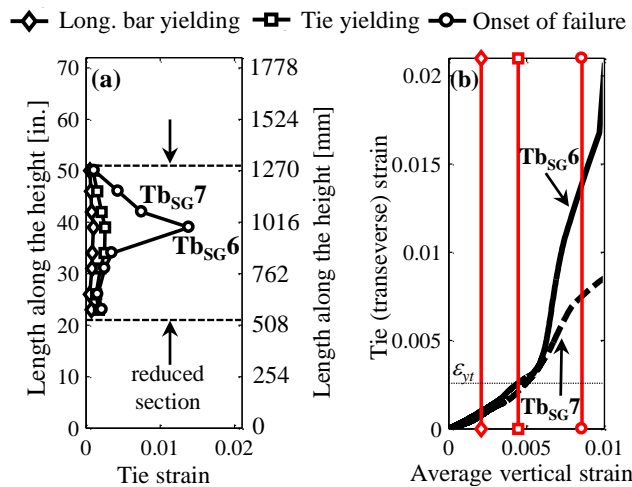 Long. bar yielding Tie yielding Onset of failure
(a)
Length along the height [in.]
70
60
50
40
30
20
10
0
0 0.01 0.02
Tie strain
Tb_SG7
Tb_SG6
reduced
section
1778
1524
1270
1016
762
508
254
0
Length along the height [mm]
(b)
Tie (transeverse) strain
0.02
0.015
0.01
0.005
0
0 0.005 0.01
Average vertical strain
Tb_SG6
Tb_SG7
ε_yt